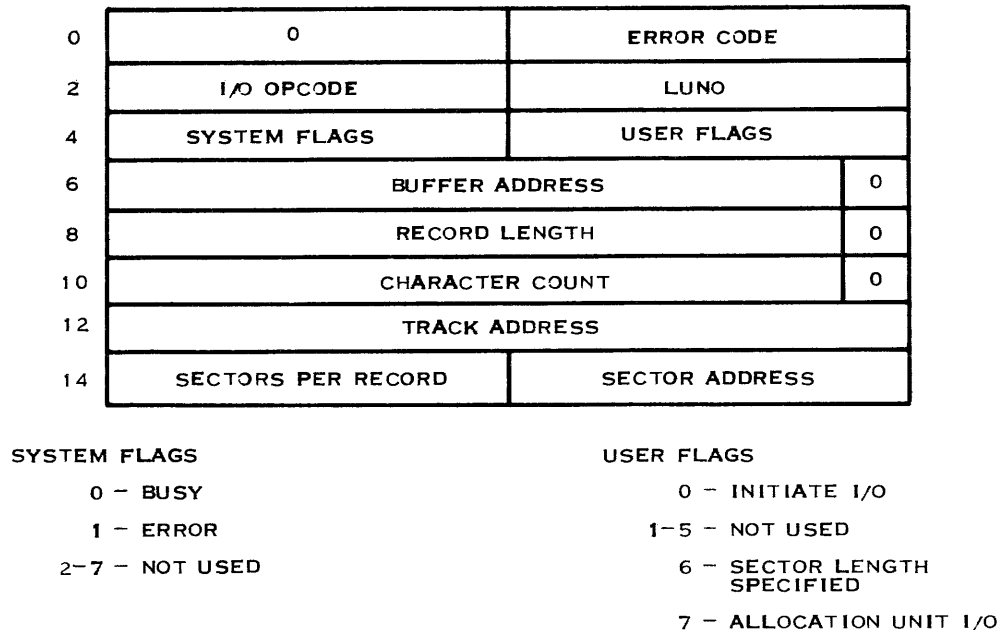 0 0 ERROR CODE
2 I/O OPCODE LUNO
4 SYSTEM FLAGS USER FLAGS
6 BUFFER ADDRESS 0
8 RECORD LENGTH 0
10 CHARACTER COUNT 0
12 TRACK ADDRESS
14 SECTORS PER RECORD SECTOR ADDRESS
SYSTEM FLAGS
0 – BUSY
1 – ERROR
2–7 – NOT USED
USER FLAGS
0 – INITIATE I/O
1–5 – NOT USED
6 – SECTOR LENGTH
SPECIFIED
7 – ALLOCATION UNIT I/O